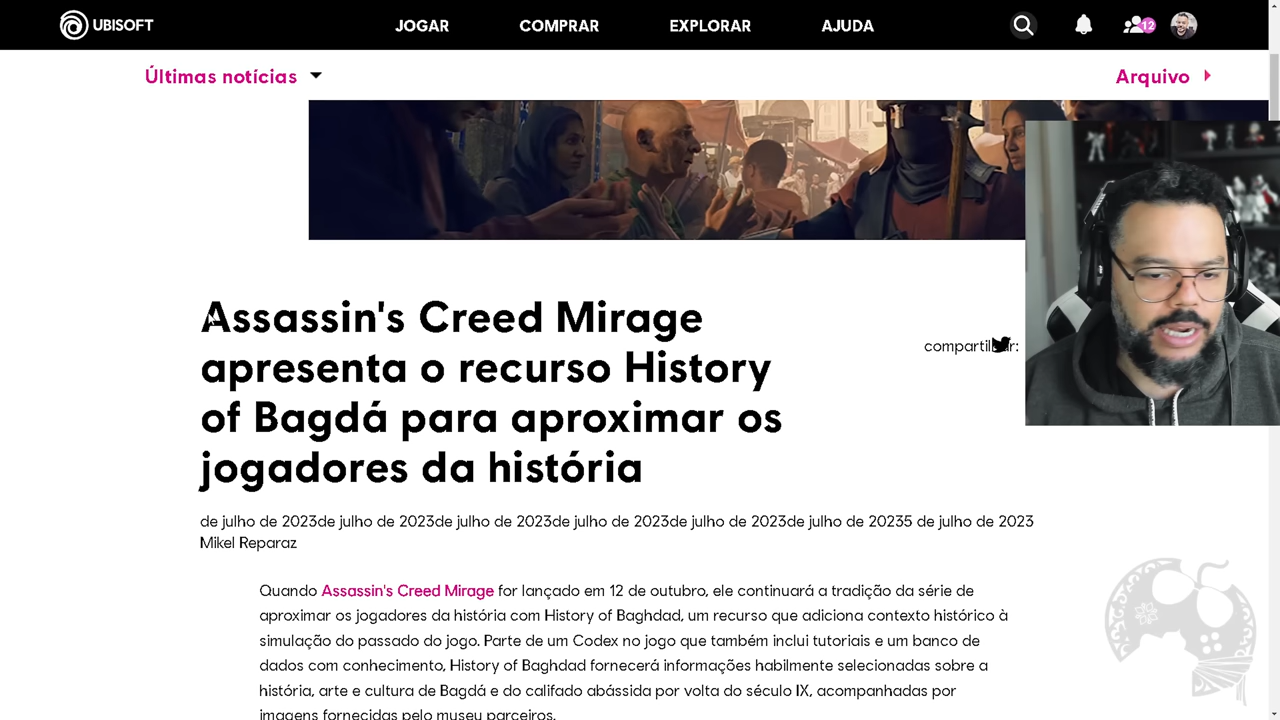 UBISOFT
JOGAR
COMPRAR
EXPLORAR
AJUDA
12
Últimas notícias
Arquivo
Assassin's Creed Mirage
apresenta o recurso History
of Bagdá para aproximar os
jogadores da história
de julho de 2023de julho de 2023de julho de 2023de julho de 2023de julho de 2023de julho de 20235 de julho de 2023
Mikel Reparaz
Quando Assassin's Creed Mirage for lançado em 12 de outubro, ele continuará a tradição da série de
aproximar os jogadores da história com History of Baghdad, um recurso que adiciona contexto histórico à
simulação do passado do jogo. Parte de um Codex no jogo que também inclui tutoriais e um banco de
dados com conhecimento, History of Baghdad fornecerá informações habilmente selecionadas sobre a
história, arte e cultura de Bagdá e do califado abássida por volta do século IX, acompanhadas por
imagens fornecidas pelo museu parceiros.